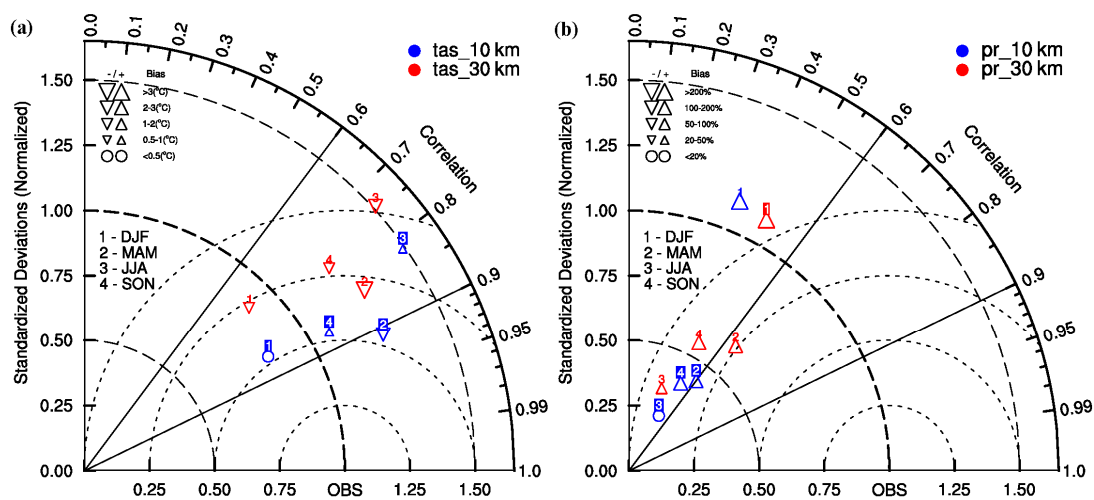 (a)
tas_10 km
tas_30 km
Standardized Deviations (Normalized)
1.50
1.25
1.00
0.75
0.50
0.25
0.00
0.25
0.50
0.75
OBS
1.25
1.50
0.0
0.1
0.2
0.3
0.4
0.5
0.6
0.7
0.8
0.9
0.95
0.99
1.0
Correlation
- / + Bias
>3(°C)
2-3(°C)
1-2(°C)
0.5-1(°C)
<0.5(°C)
1 - DJF
2 - MAM
3 - JJA
4 - SON
3
3
4
2
1
4
2
1
(b)
pr_10 km
pr_30 km
Standardized Deviations (Normalized)
1.50
1.25
1.00
0.75
0.50
0.25
0.00
0.25
0.50
0.75
OBS
1.25
1.50
0.0
0.1
0.2
0.3
0.4
0.5
0.6
0.7
0.8
0.9
0.95
0.99
1.0
Correlation
- / + Bias
>200%
100-200%
50-100%
20-50%
<20%
1 - DJF
2 - MAM
3 - JJA
4 - SON
1
1
4
2
3
4
2
3